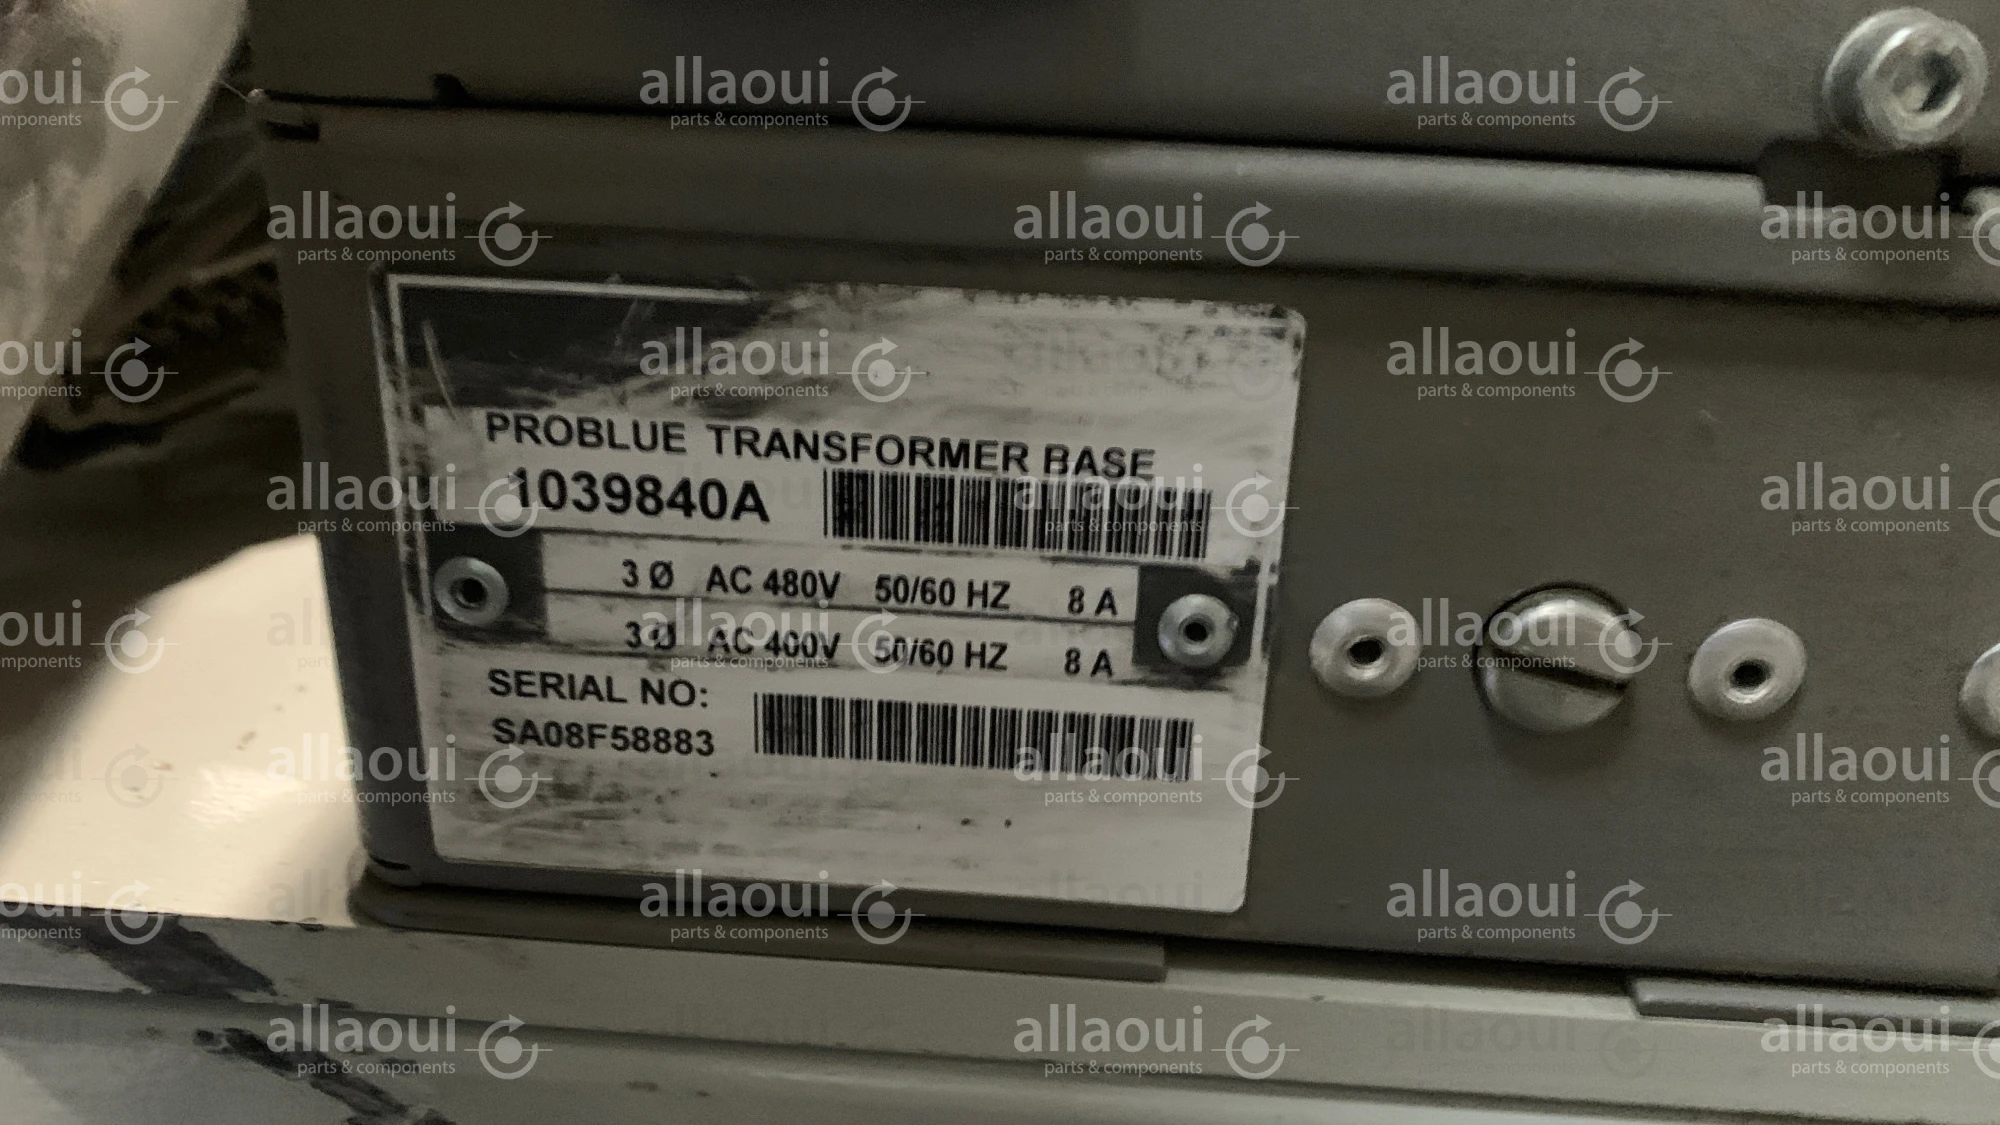 PROBLUE TRANSFORMER BASE
1039840A
3 Ø AC 480V 50/60 HZ 8 A
3 Ø AC 400V 50/60 HZ 8 A
SERIAL NO:
SA08F58883
allaoui
parts & components